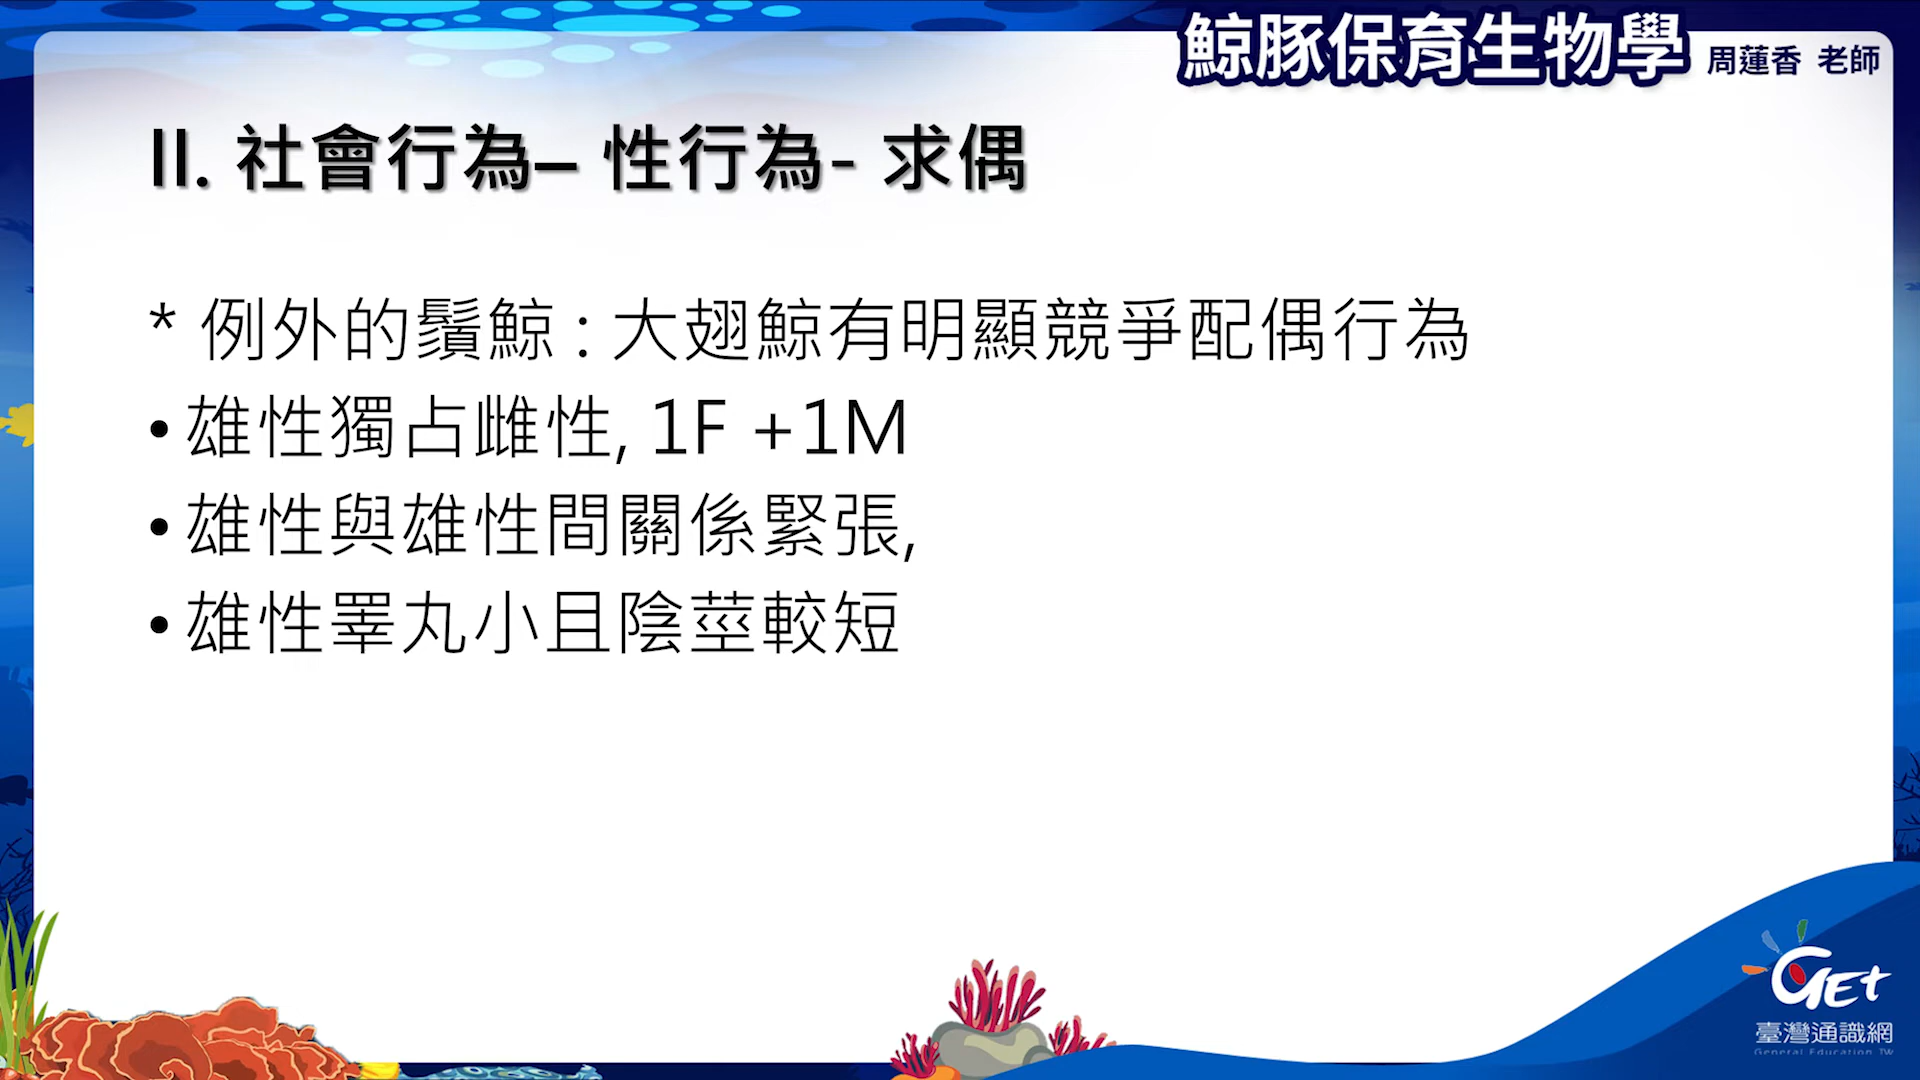 鯨豚保育生物學 周蓮香 老師
II. 社會行為– 性行為- 求偶
* 例外的鬚鯨 : 大翅鯨有明顯競爭配偶行為
• 雄性獨占雌性, 1F +1M
• 雄性與雄性間關係緊張,
• 雄性睪丸小且陰莖較短
GET
臺灣通識網
General Education TW